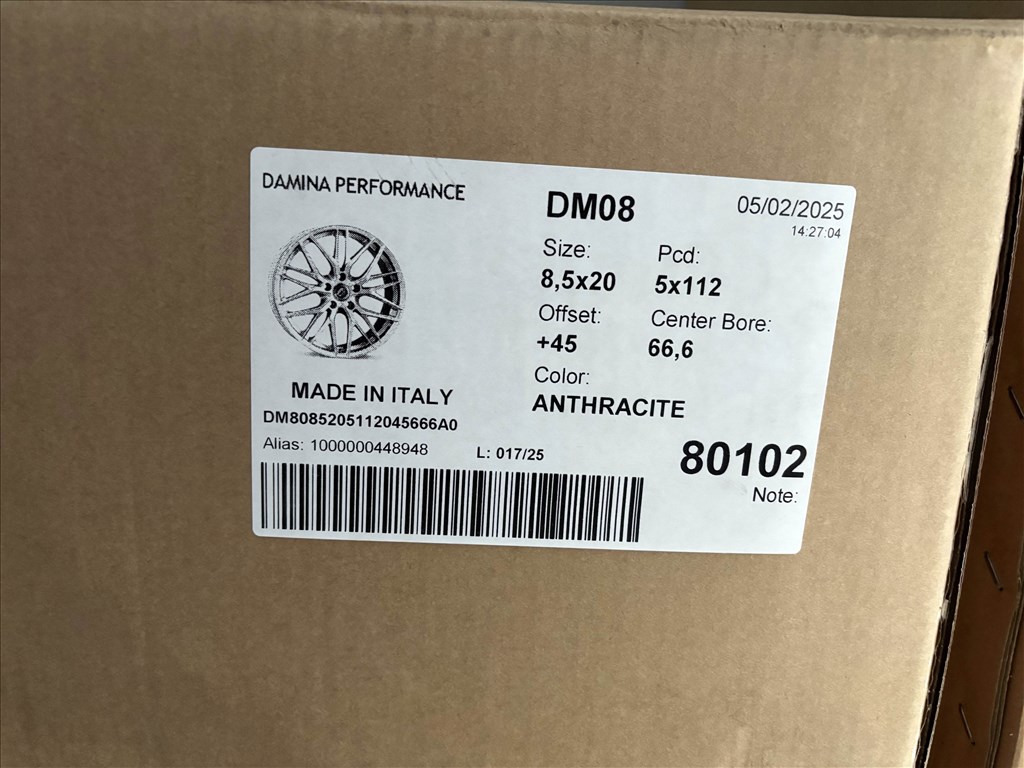 DAMINA PERFORMANCE
DM08
05/02/2025
14:27:04
Size:
Pcd:
8,5x20
5x112
Offset:
Center Bore:
+45
66,6
Color:
ANTHRACITE
MADE IN ITALY
DM8085205112045666A0
Alias: 1000000448948
L: 017/25
80102
Note: